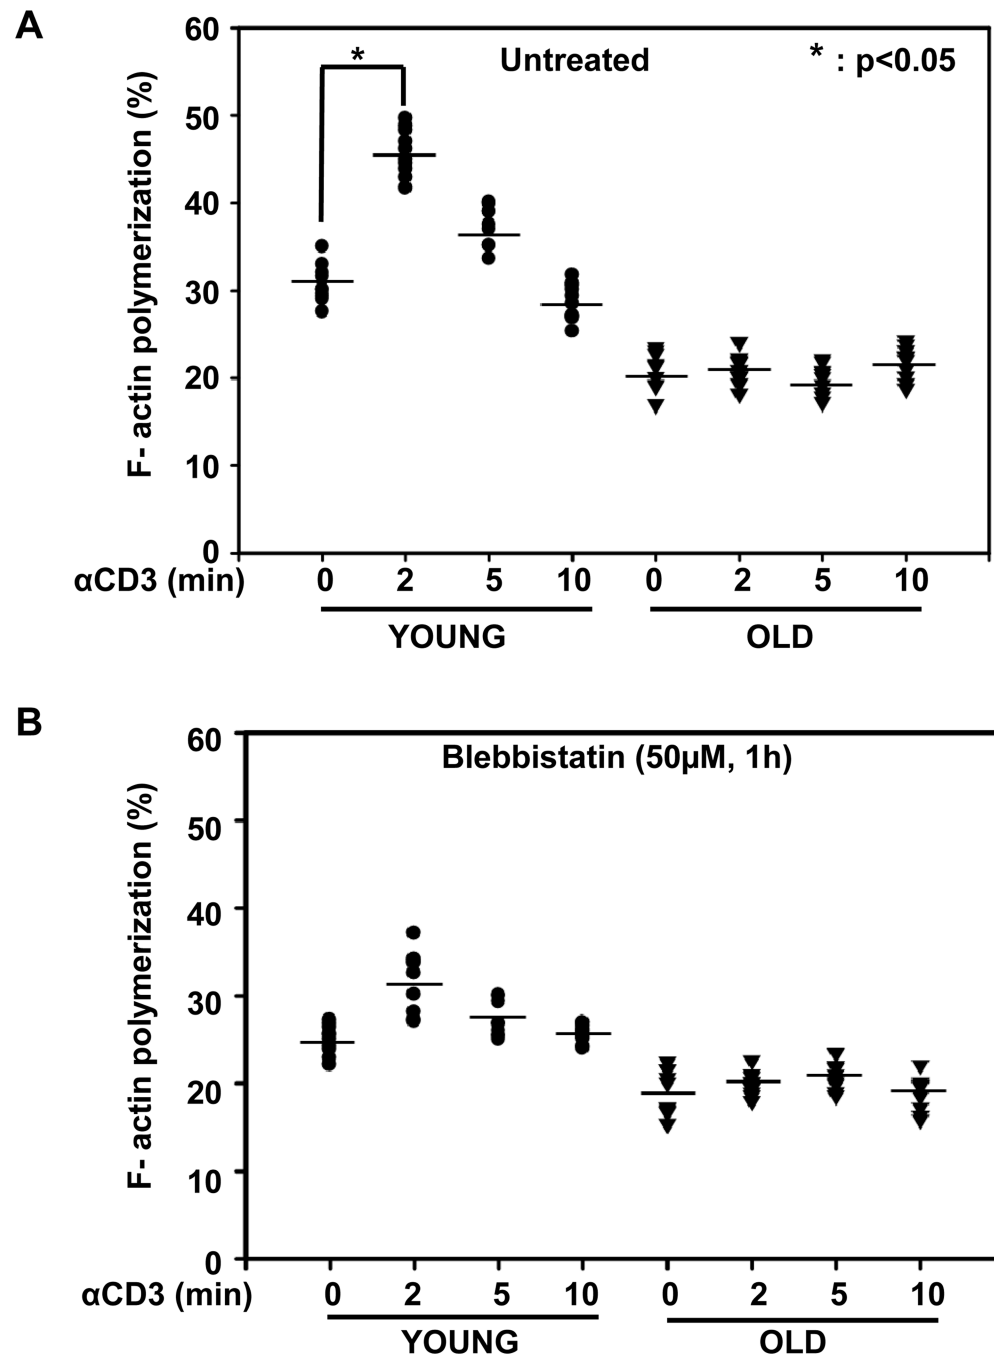 A
F- actin polymerization (%)
60
50
40
30
20
10
0
*
Untreated
* : p<0.05
αCD3 (min) 0 2 5 10 0 2 5 10
YOUNG OLD
B
F- actin polymerization (%)
60
50
40
30
20
10
0
Blebbistatin (50µM, 1h)
αCD3 (min) 0 2 5 10 0 2 5 10
YOUNG OLD